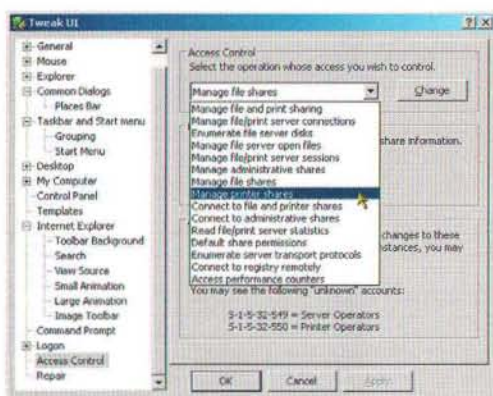 Tweak UI
General
Mouse
Explorer
Common Dialogs
Places Bar
Taskbar and Start menu
Grouping
Start Menu
Desktop
My Computer
Control Panel
Templates
Internet Explorer
Toolbar Background
Search
View Source
Small Animation
Large Animation
Image Toolbar
Command Prompt
Logon
Access Control
Repair
Access Control
Select the operation whose access you wish to control.
Manage file shares
Change
Manage file and print sharing
Manage file/print server connections
Enumerate file server disks
Manage file server open files
Manage file/print server sessions
Manage administrative shares
Manage file shares
Manage printer shares
Connect to file and printer shares
Connect to administrative shares
Read file/print server statistics
Default share permissions
Enumerate server transport protocols
Connect to registry remotely
Access performance counters
share information.
changes to these
instances, you may
You may see the following "unknown" accounts:
S-1-5-32-549 = Server Operators
S-1-5-32-550 = Printer Operators
OK
Cancel
Apply